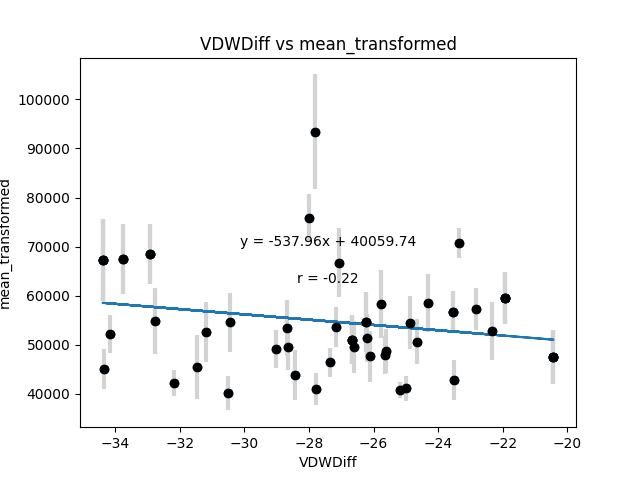 VDWDiff vs mean_transformed
100000
90000
80000
70000
60000
50000
40000
mean_transformed
y = -537.96x + 40059.74
r = -0.22
−34 −32 −30 −28 −26 −24 −22 −20
VDWDiff